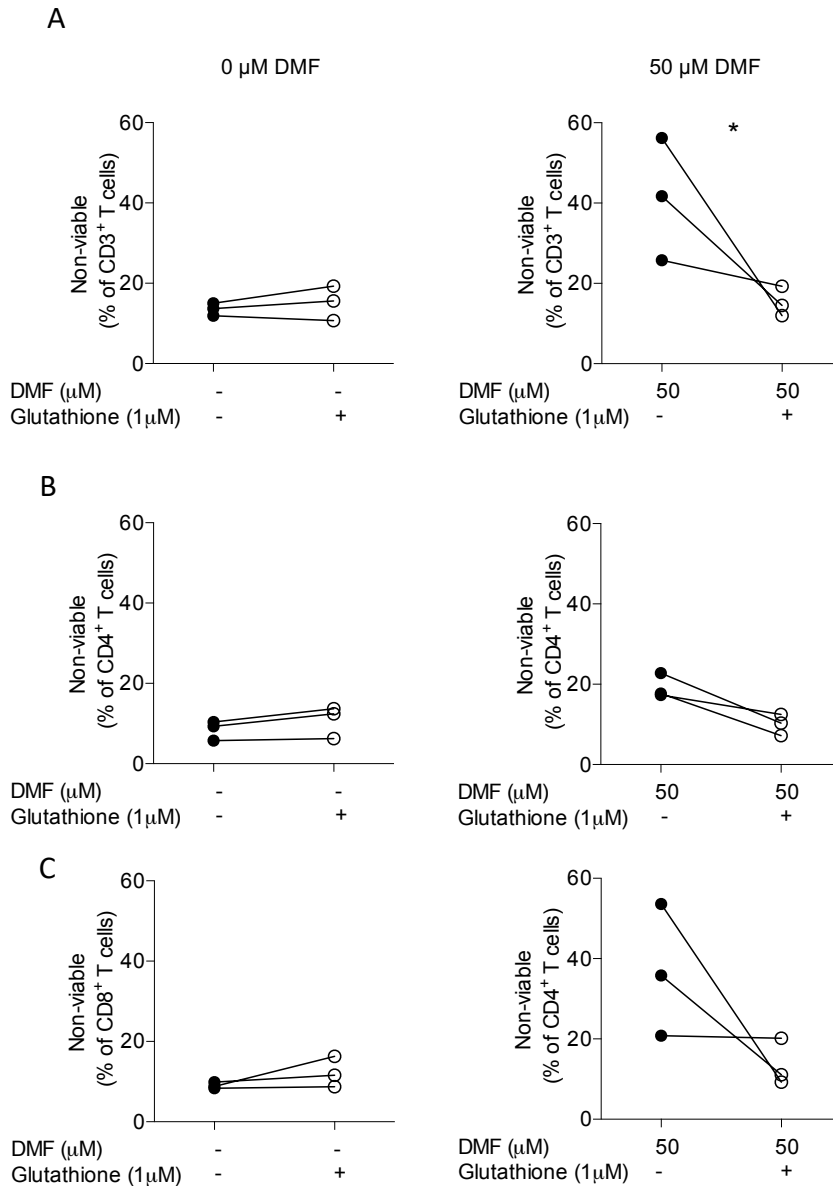 A
0 µM DMF
50 µM DMF
Non-viable
(% of CD3+ T cells)
60
40
20
0
DMF (µM) - -
Glutathione (1µM) - +
Non-viable
(% of CD3+ T cells)
60
40
20
0
*
DMF (µM) 50 50
Glutathione (1µM) - +
B
Non-viable
(% of CD4+ T cells)
60
40
20
0
DMF (µM) - -
Glutathione (1µM) - +
Non-viable
(% of CD4+ T cells)
60
40
20
0
DMF (µM) 50 50
Glutathione (1µM) - +
C
Non-viable
(% of CD8+ T cells)
60
40
20
0
DMF (µM) - -
Glutathione (1µM) - +
Non-viable
(% of CD4+ T cells)
60
40
20
0
DMF (µM) 50 50
Glutathione (1µM) - +